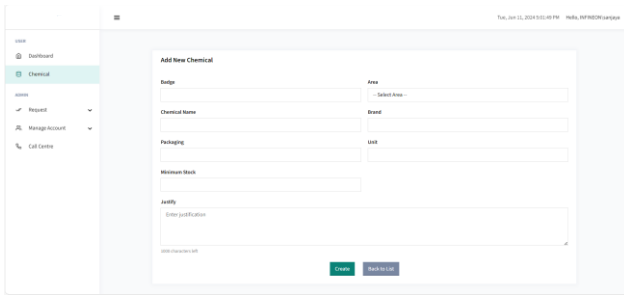 Tue, Jun 11, 2024 5:01:49 PM Hello, INFINEON\sanjaya
Dashboard
Add New Chemical
Chemical
Badge Area
-- Select Area --
Request
Chemical Name Brand
Manage Account
Call Centre
Packaging Unit
Minimum Stock
Justify
Enter justification
characters left
Create Back to List